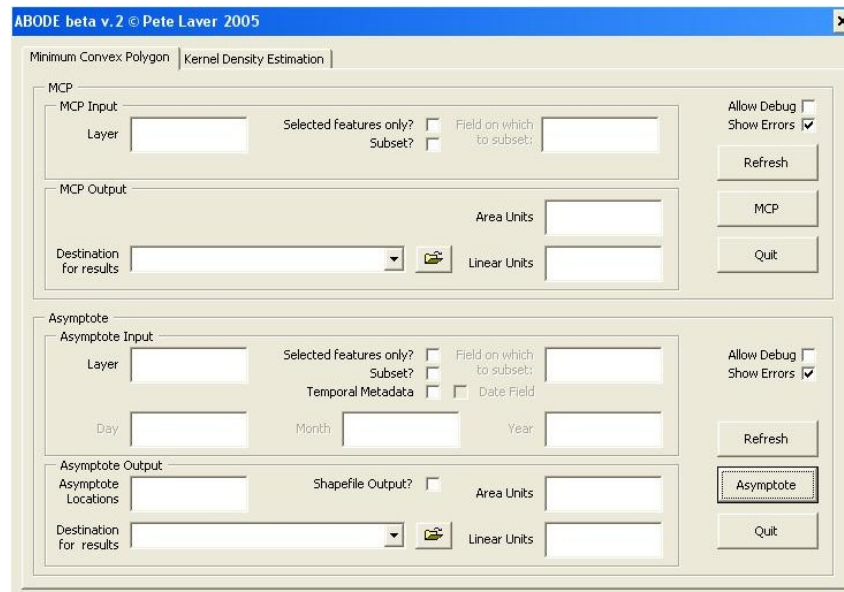 ABODE beta v.2 © Pete Laver 2005
Minimum Convex Polygon
Kernel Density Estimation
MCP
MCP Input
Layer
Selected features only?
Subset?
Field on which
to subset:
Allow Debug
Show Errors
Refresh
MCP Output
Area Units
MCP
Destination
for results
Linear Units
Quit
Asymptote
Asymptote Input
Layer
Selected features only?
Subset?
Field on which
to subset:
Temporal Metadata
Date Field
Allow Debug
Show Errors
Day
Month
Year
Refresh
Asymptote Output
Asymptote
Locations
Shapefile Output?
Area Units
Asymptote
Destination
for results
Linear Units
Quit